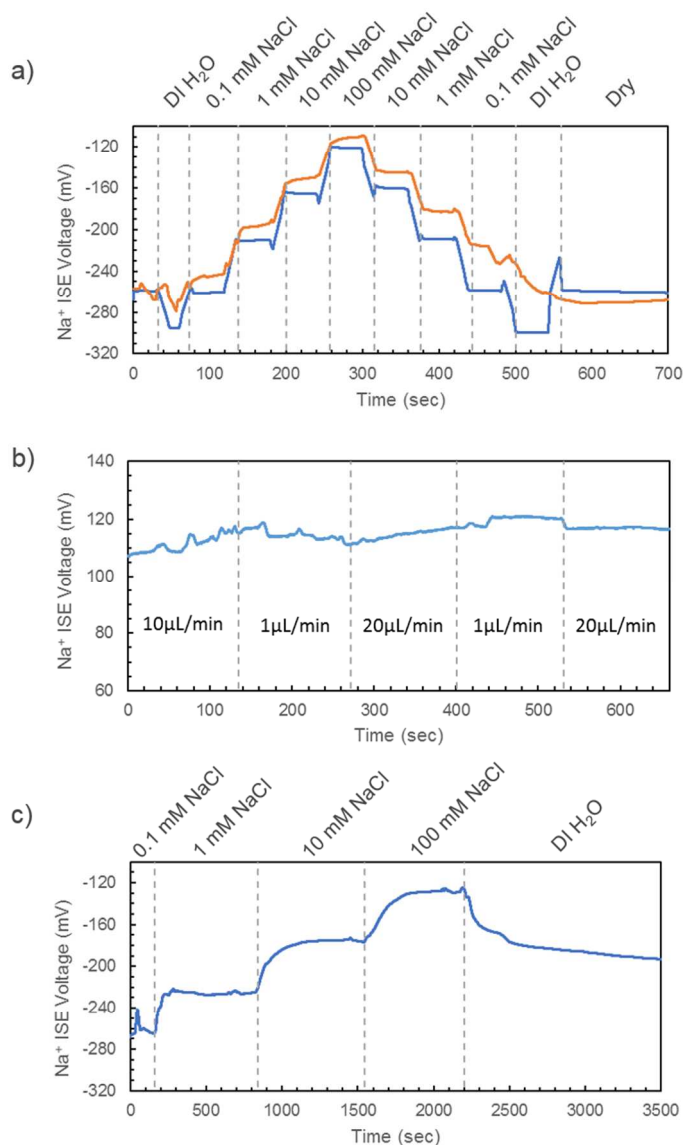 a)
DI H₂O
0.1 mM NaCl
1 mM NaCl
10 mM NaCl
100 mM NaCl
10 mM NaCl
1 mM NaCl
0.1 mM NaCl
DI H₂O
Dry
Na⁺ ISE Voltage (mV)
-120
-160
-200
-240
-280
-320
0 100 200 300 400 500 600 700
Time (sec)
b)
Na⁺ ISE Voltage (mV)
140
120
100
80
60
10µL/min 1µL/min 20µL/min 1µL/min 20µL/min
0 100 200 300 400 500 600
Time (sec)
c)
0.1 mM NaCl
1 mM NaCl
10 mM NaCl
100 mM NaCl
DI H₂O
Na⁺ ISE Voltage (mV)
-120
-160
-200
-240
-280
-320
0 500 1000 1500 2000 2500 3000 3500
Time (sec)